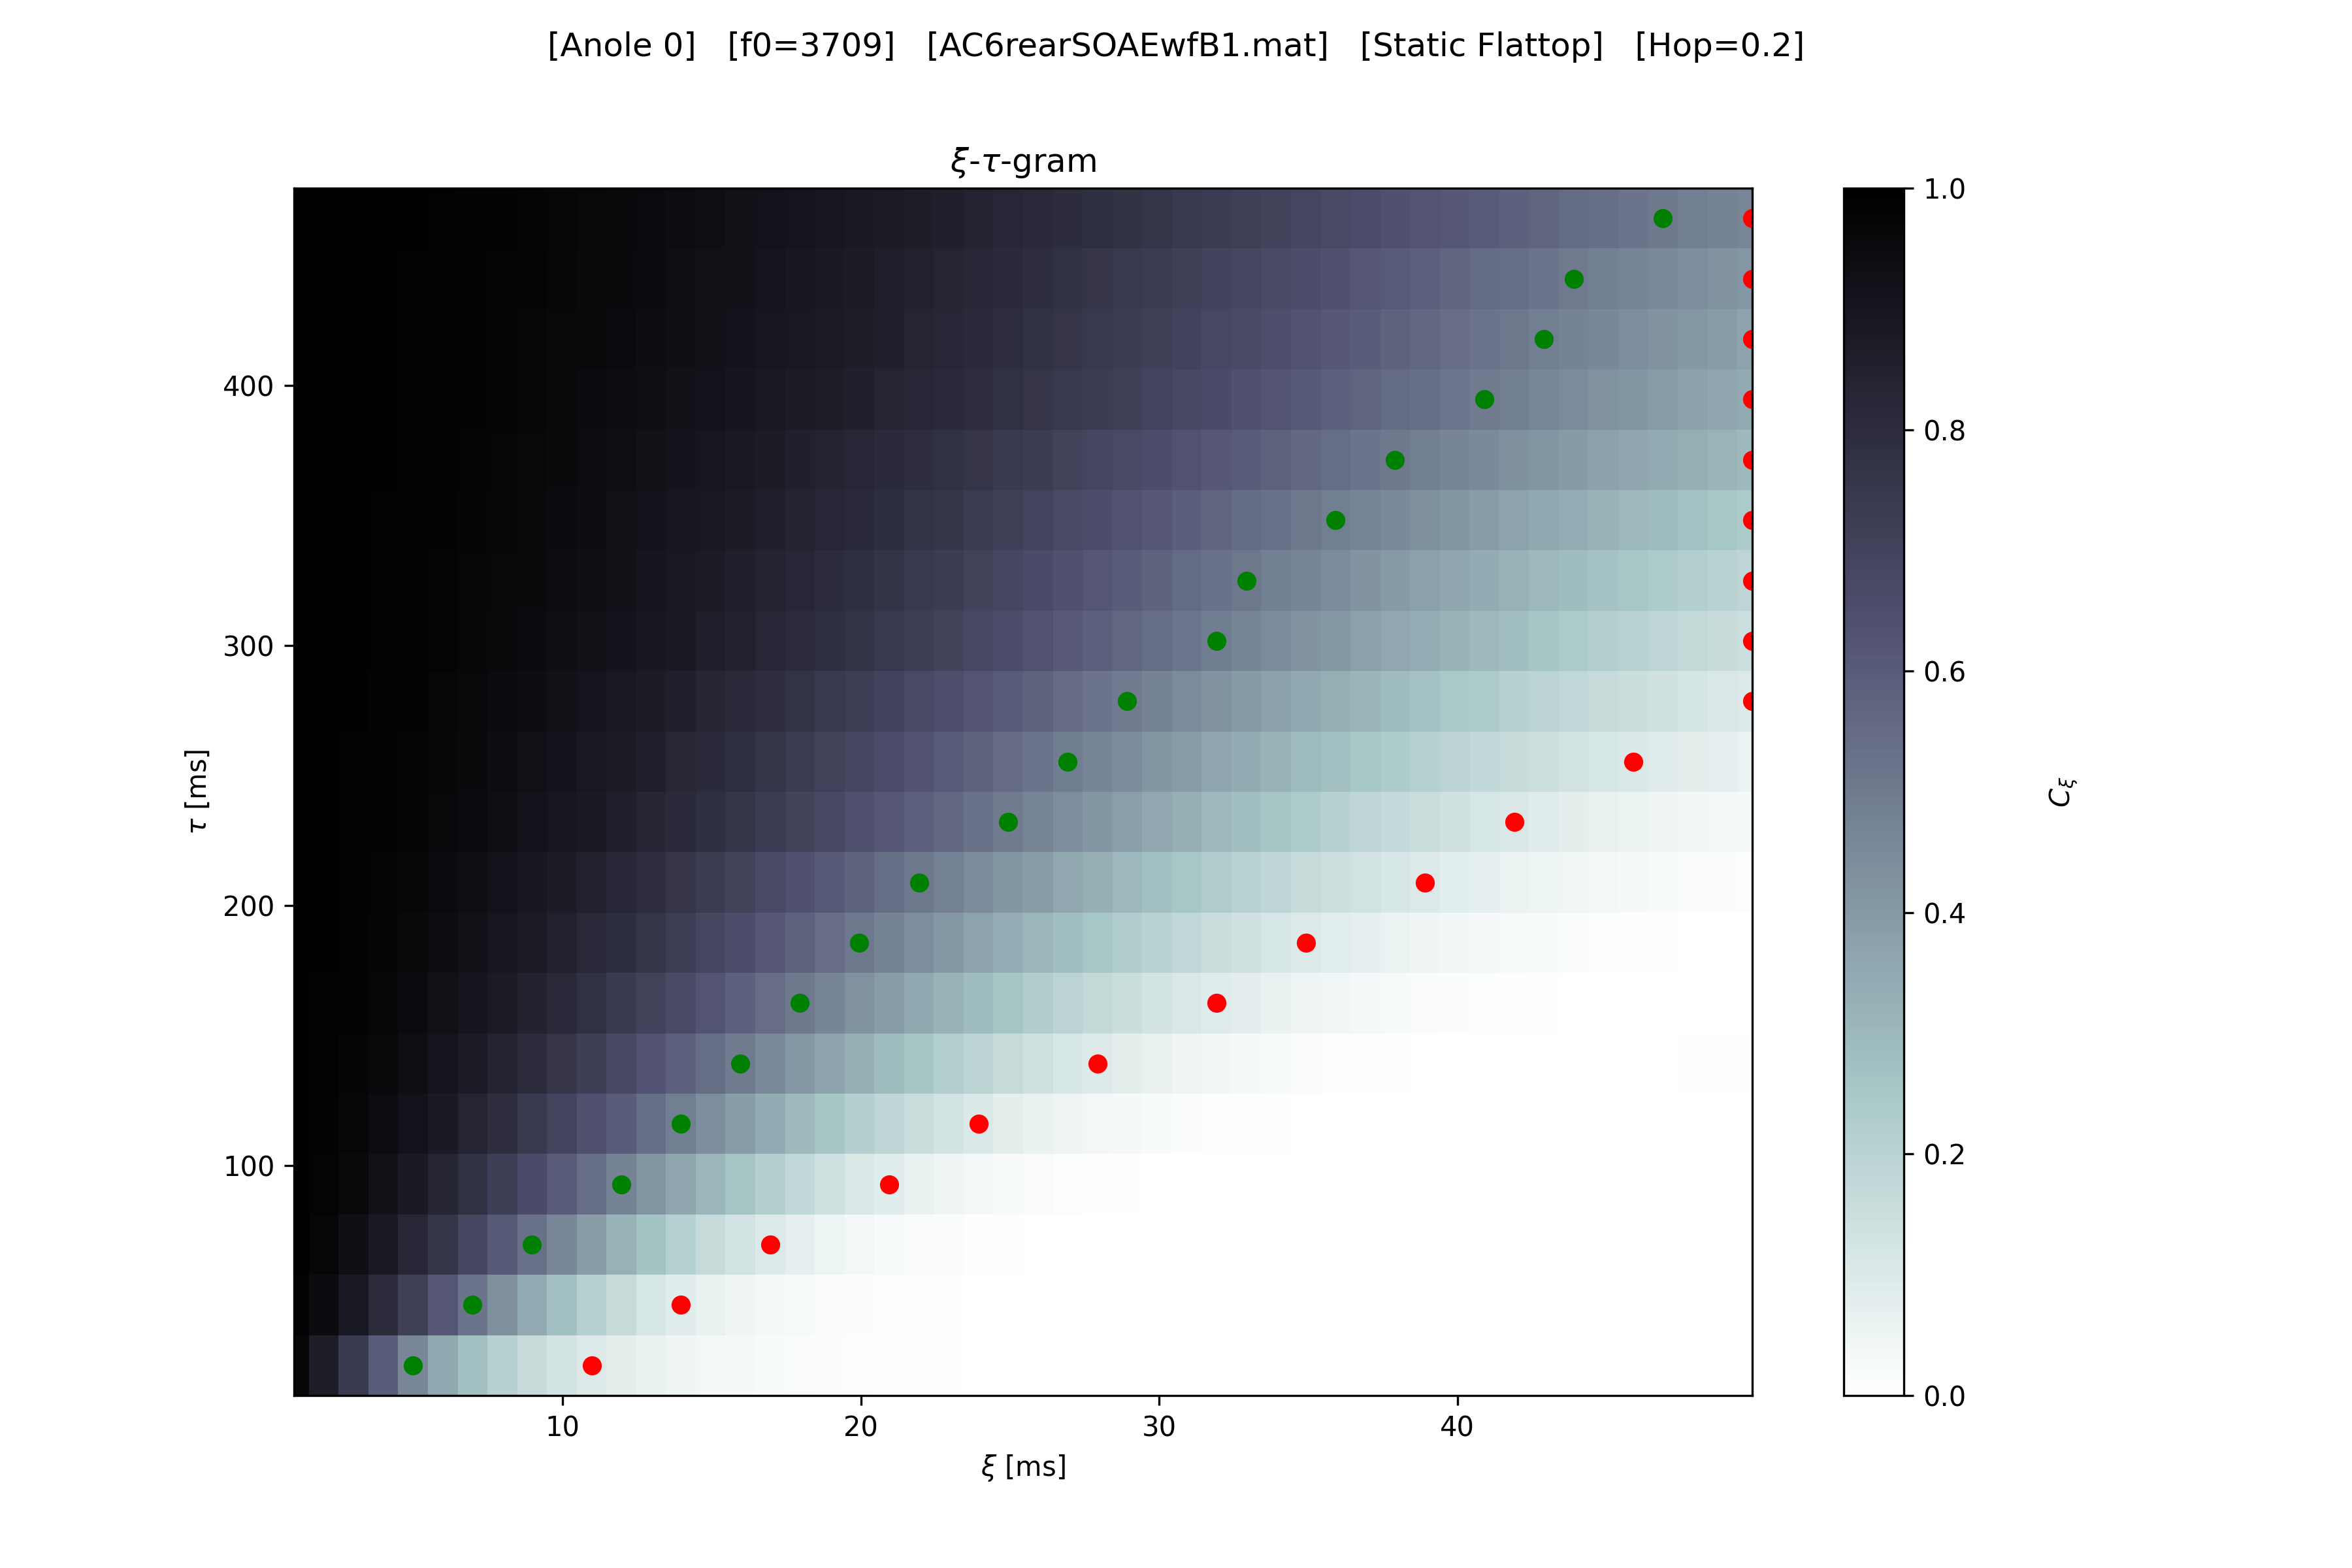 [Anole 0]   [f0=3709]   [AC6rearSOAEwfB1.mat]   [Static Flattop]   [Hop=0.2]
ξ-τ-gram
1.0
0.8
0.6
0.4
0.2
0.0
C_ξ
400
300
200
100
τ [ms]
10 20 30 40
ξ [ms]